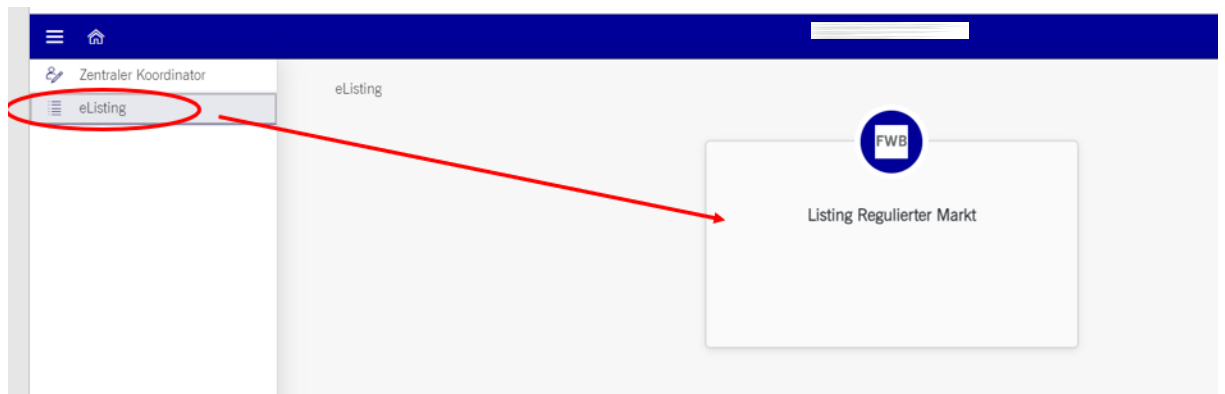 Zentraler Koordinator
eListing
eListing
FWB
Listing Regulierter Markt